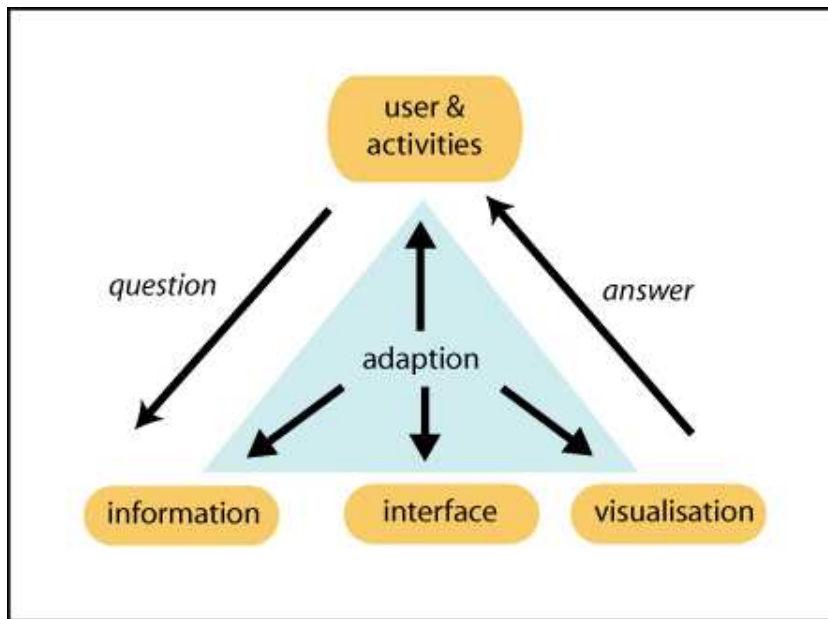 user &
activities
question
answer
adaption
information
interface
visualisation